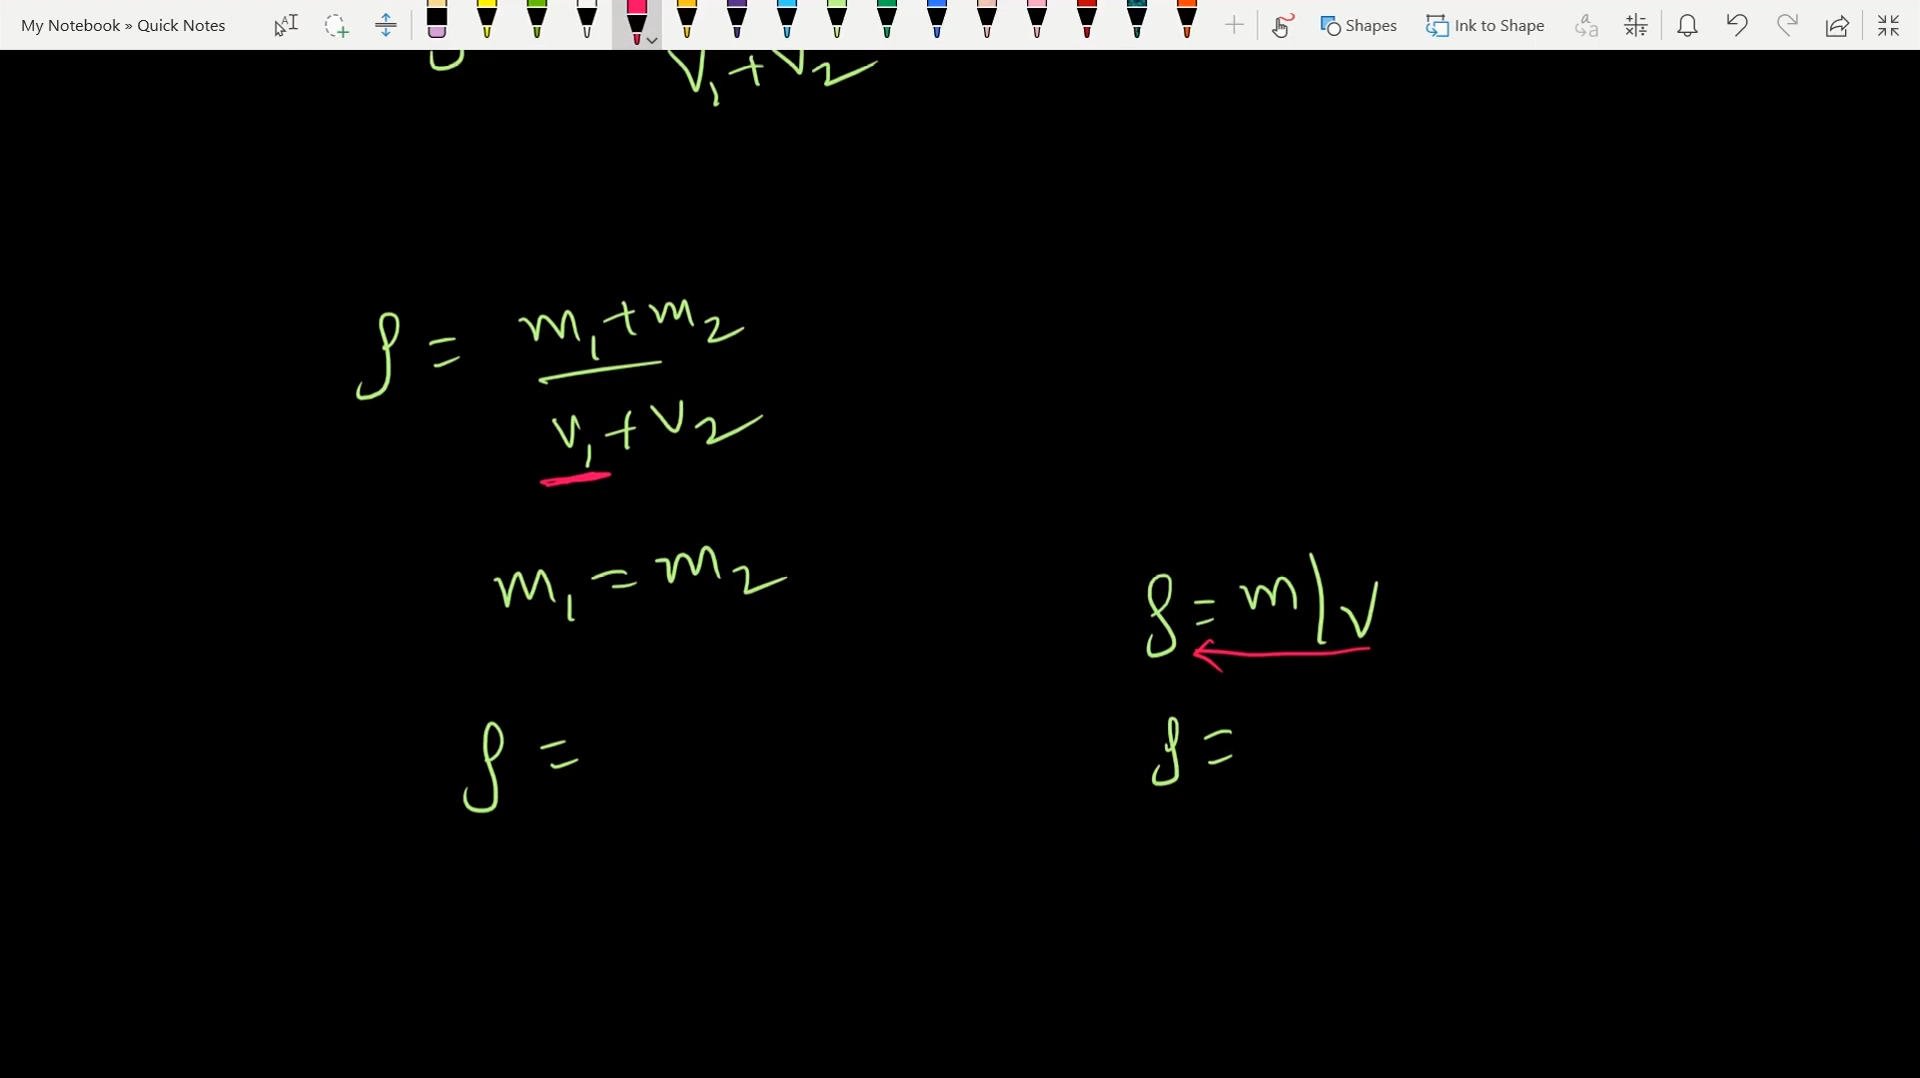 My Notebook » Quick Notes
Shapes
Ink to Shape
V₁ + V₂
ρ = (m₁ + m₂) / (v₁ + v₂)
m₁ = m₂
ρ = m/v
ρ =
ρ =